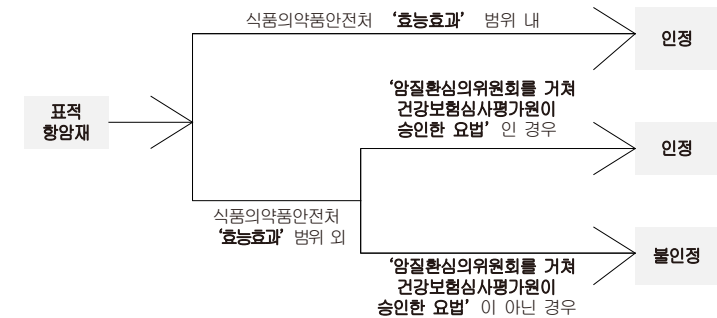 식품의약품안전처 ‘효능효과’ 범위 내
인정
‘암질환심의위원회를 거쳐
건강보험심사평가원이
승인한 요법’ 인 경우
표적
항암재
인정
식품의약품안전처
‘효능효과’ 범위 외
불인정
‘암질환심의위원회를 거쳐
건강보험심사평가원이
승인한 요법’ 이 아닌 경우